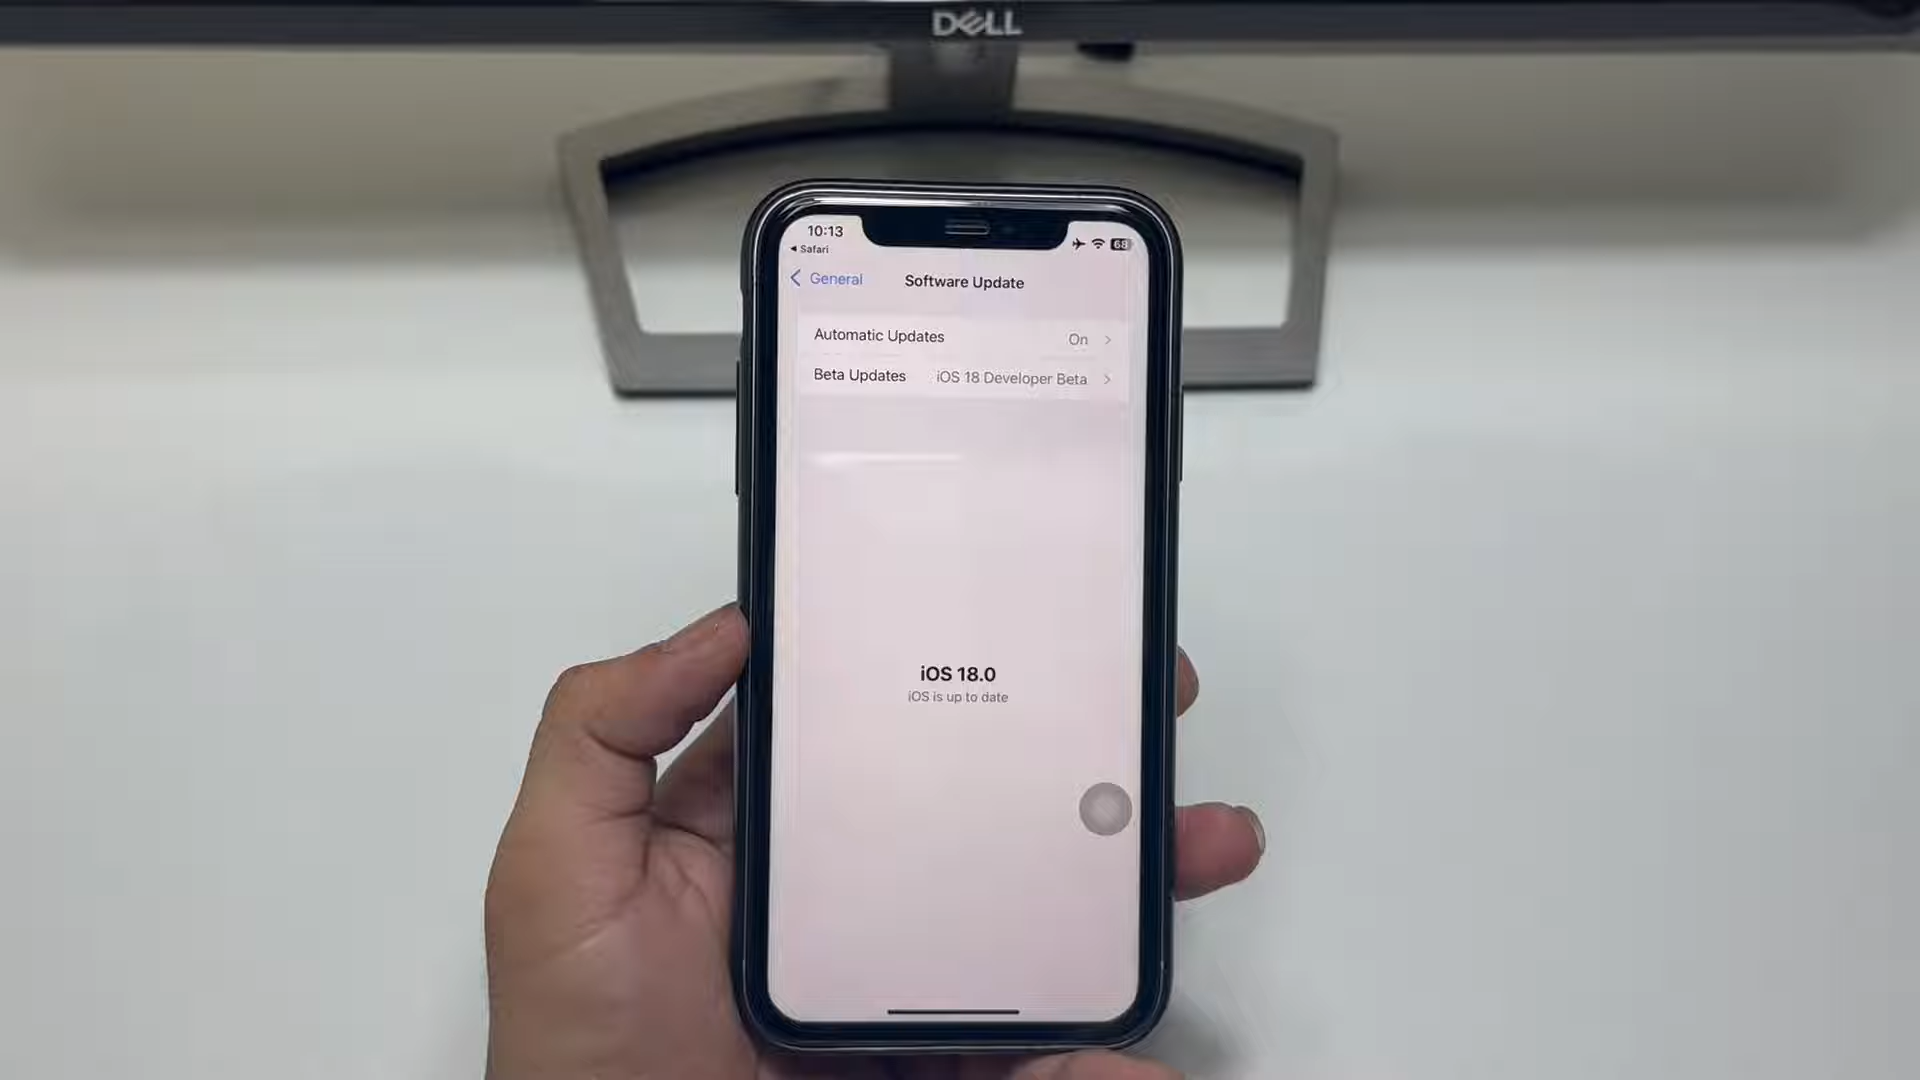 DELL
10:13
68
◀ Safari
General
Software Update
Automatic Updates
On
Beta Updates
iOS 18 Developer Beta
iOS 18.0
iOS is up to date